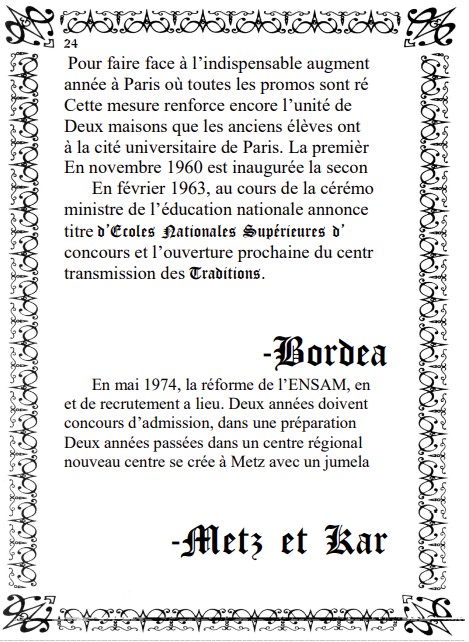 24
Pour faire face à l’indispensable augment
année à Paris où toutes les promos sont ré
Cette mesure renforce encore l’unité de
Deux maisons que les anciens élèves ont
à la cité universitaire de Paris. La premièr
En novembre 1960 est inaugurée la secon
En février 1963, au cours de la cérémo
ministre de l’éducation nationale annonce
titre d’Ecoles Nationales Supérieures d’
concours et l’ouverture prochaine du centr
transmission des Traditions.
-Bordea
En mai 1974, la réforme de l’ENSAM, en
et de recrutement a lieu. Deux années doivent
concours d’admission, dans une préparation
Deux années passées dans un centre régional
nouveau centre se crée à Metz avec un jumela
-Metz et Kar